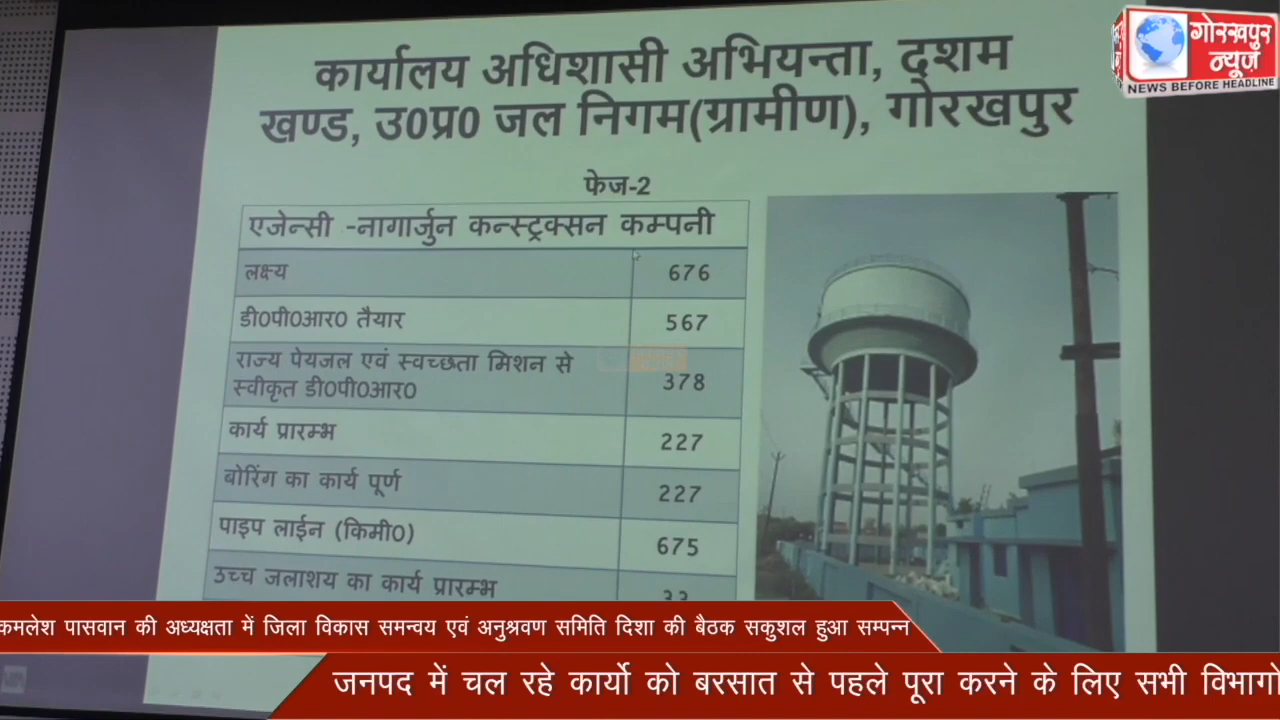 गोरखपुर
न्यूज़
NEWS BEFORE HEADLINE
कार्यालय अधिशासी अभियन्ता, दशम
खण्ड, उ0प्र0 जल निगम(ग्रामीण), गोरखपुर
फेज-2
एजेन्सी -नागार्जुन कन्स्ट्रक्सन कम्पनी
लक्ष्य 676
डी0पी0आर0 तैयार 567
राज्य पेयजल एवं स्वच्छता मिशन से
स्वीकृत डी0पी0आर0 378
कार्य प्रारम्भ 227
बोरिंग का कार्य पूर्ण 227
पाइप लाईन (किमी0) 675
उच्च जलाशय का कार्य प्रारम्भ
कमलेश पासवान की अध्यक्षता में जिला विकास समन्वय एवं अनुश्रवण समिति दिशा की बैठक सकुशल हुआ सम्पन्न
जनपद में चल रहे कार्यो को बरसात से पहले पूरा करने के लिए सभी विभागो